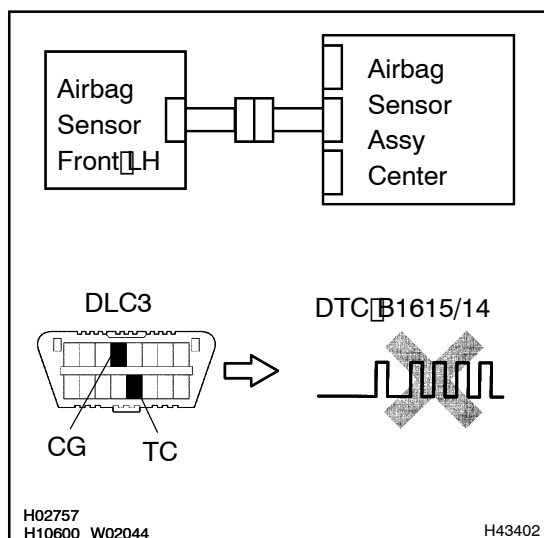 Airbag
Sensor
Front LH
Airbag
Sensor
Assy
Center
DLC3
DTC B1615/14
CG
TC
H02757
H10600 W02044
H43402